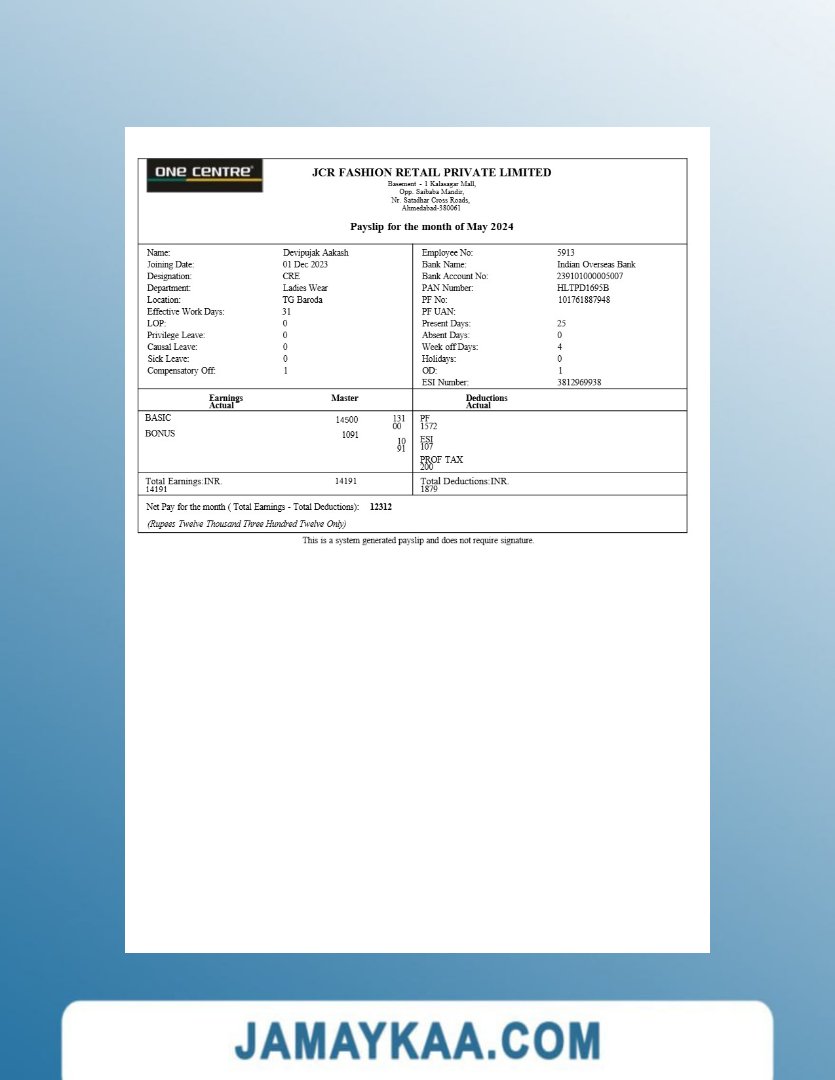 ONE CENTRE
JCR FASHION RETAIL PRIVATE LIMITED
Basement - 1 Kalasagar Mall,
Opp. Saibaba Mandir,
Nr. Satadhar Cross Roads,
Ahmedabad-380061
Payslip for the month of May 2024
Name: Devipujak Aakash Employee No: 5913
Joining Date: 01 Dec 2023 Bank Name: Indian Overseas Bank
Designation: CRE Bank Account No: 239101000005007
Department: Ladies Wear PAN Number: HLTPD1695B
Location: TG Baroda PF No: 101761887948
Effective Work Days: 31 PF UAN:
LOP: 0 Present Days: 25
Privilege Leave: 0 Absent Days: 0
Causal Leave: 0 Week off Days: 4
Sick Leave: 0 Holidays: 0
Compensatory Off: 1 OD: 1
ESI Number: 3812969938
Earnings Master Deductions
Actual Actual
BASIC 14500 131 PF
00 1572
BONUS 1091 10 ESI
91 107
PROF TAX
200
Total Earnings:INR. 14191 Total Deductions:INR.
14191 1879
Net Pay for the month ( Total Earnings - Total Deductions): 12312
(Rupees Twelve Thousand Three Hundred Twelve Only)
This is a system generated payslip and does not require signature.
JAMAYKAA.COM